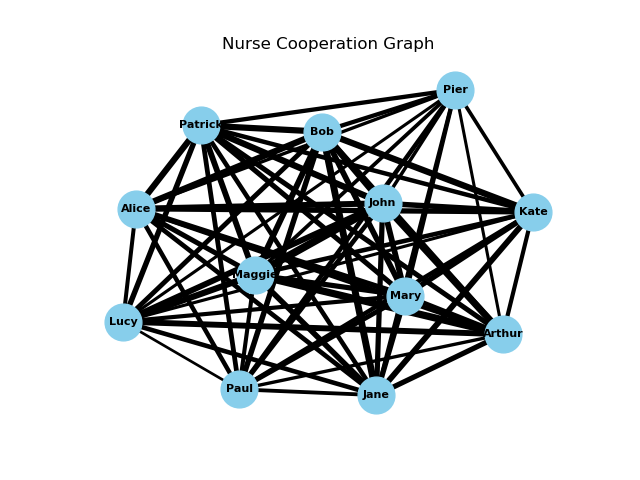 Nurse Cooperation Graph
Pier
Patrick
Bob
Alice
John
Kate
Maggie
Mary
Lucy
Arthur
Paul
Jane